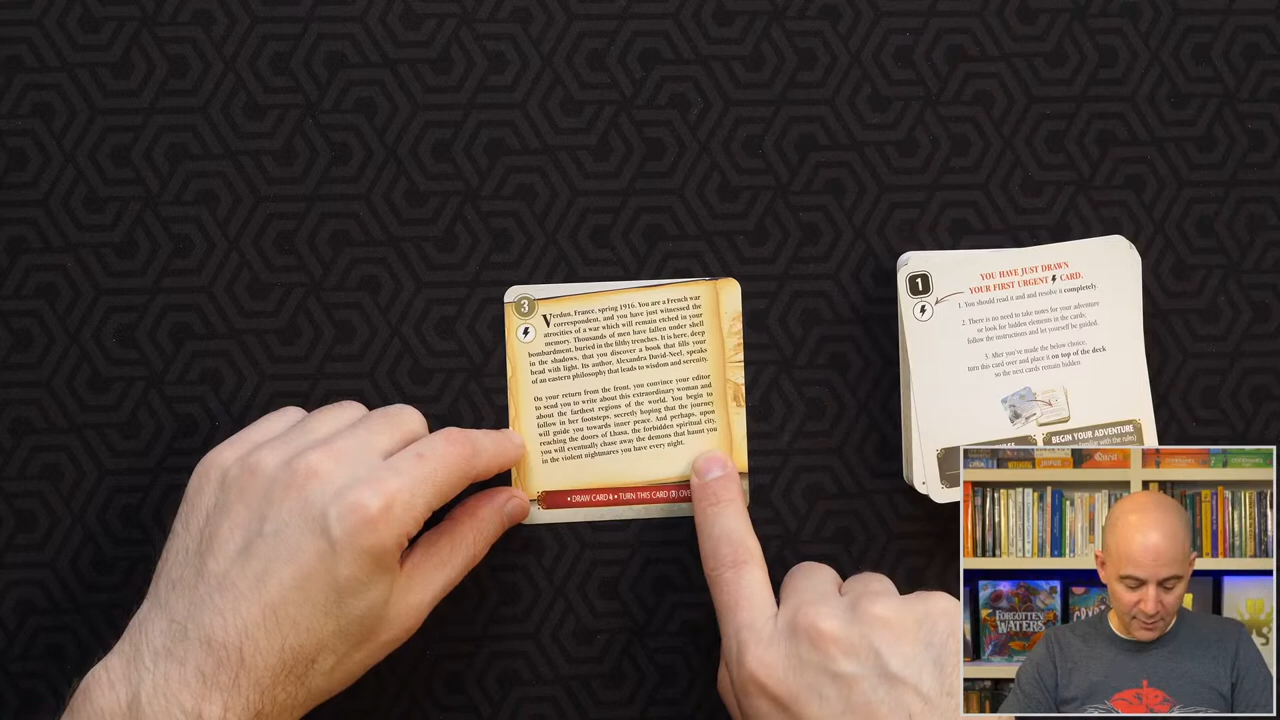 3
Verdun, France, spring 1916. You are a French war
correspondent, and you have just witnessed the
atrocities of a war which will remain etched in your
memory. Thousands of men have fallen under shell
bombardment, buried in the filthy trenches. It is here, deep
in the shadows, that you discover a book that fills your
head with light. Its author, Alexandra David-Neel, speaks
of an eastern philosophy that leads to wisdom and serenity.
On your return from the front, you convince your editor
to send you to write about this extraordinary woman and
about the farthest regions of the world. You begin to
follow in her footsteps, secretly hoping that the journey
will guide you towards inner peace. And perhaps, upon
reaching the doors of Lhasa, the forbidden spiritual city,
you will eventually chase away the demons that haunt you
in the violent nightmares you have every night.
• DRAW CARD 4 • TURN THIS CARD (3) OVE
1
YOU HAVE JUST DRAWN
YOUR FIRST URGENT CARD.
1. You should read it and and resolve it completely.
2. There is no need to take notes for your adventure
or look for hidden elements in the cards;
follow the instructions and let yourself be guided.
3. After you've made the below choice,
turn this card over and place it on top of the deck
so the next cards remain hidden.
BEGIN YOUR ADVENTURE
FORGOTTEN
WATERS